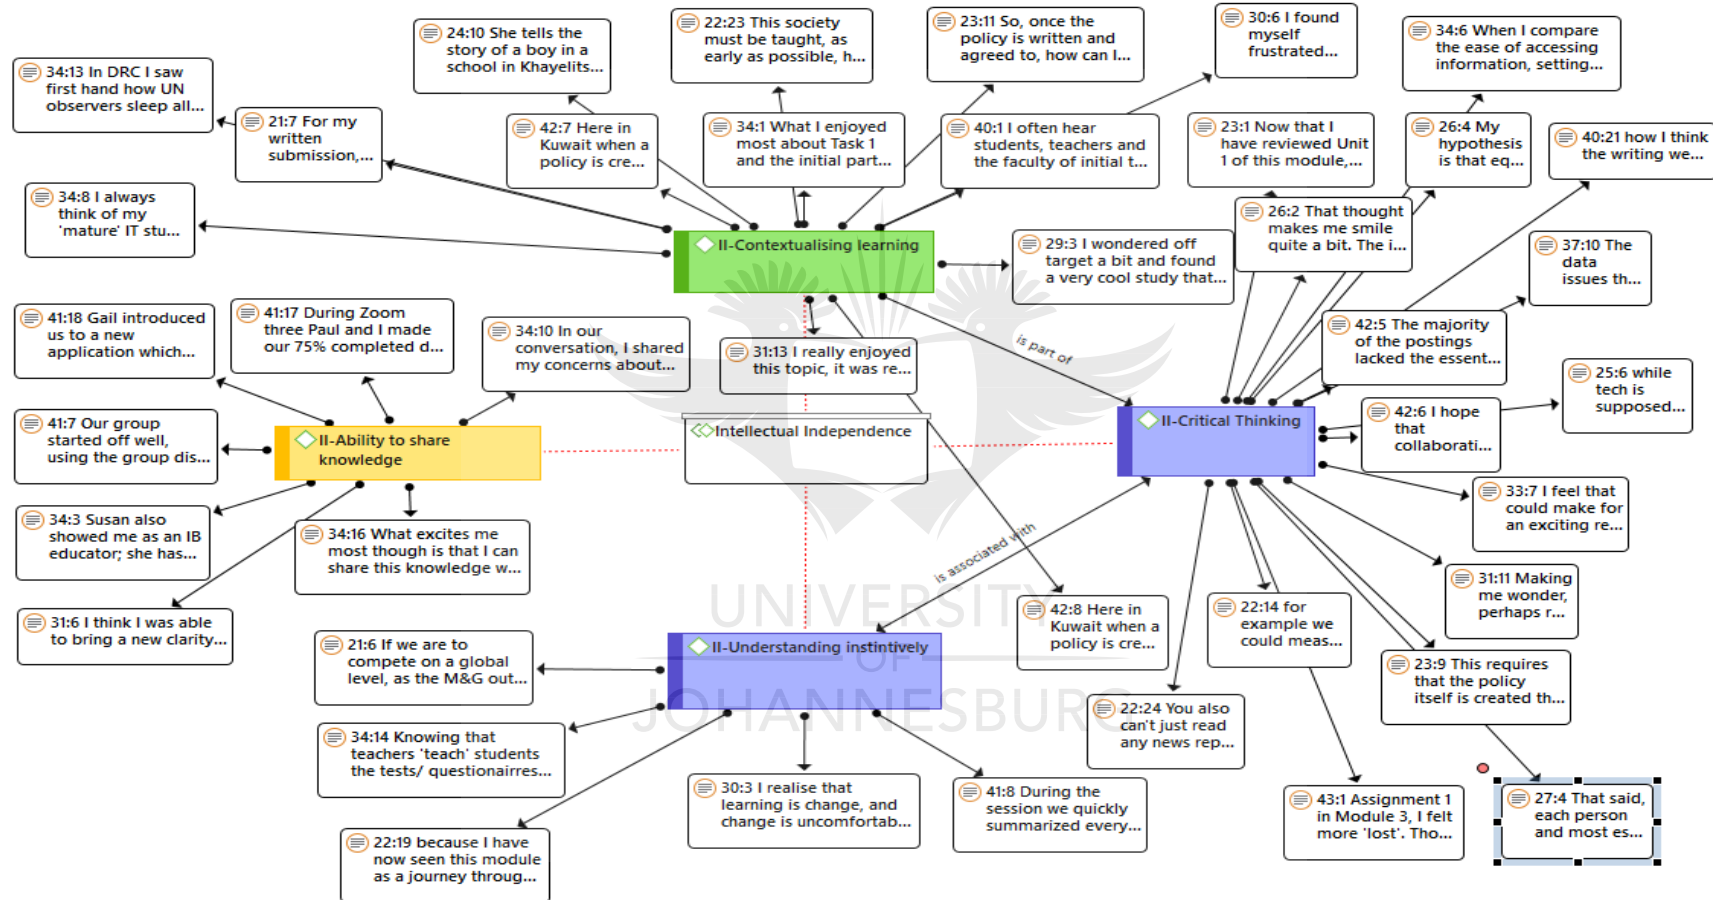 24:10 She tells the
story of a boy in a
school in Khayelits...
22:23 This society
must be taught, as
early as possible, h...
23:11 So, once the
policy is written and
agreed to, how can I...
30:6 I found
myself
frustrated...
34:6 When I compare
the ease of accessing
information, setting...
34:13 In DRC I saw
first hand how UN
observers sleep all...
21:7 For my
written
submission,...
42:7 Here in
Kuwait when a
policy is cre...
34:1 What I enjoyed
most about Task 1
and the initial part...
40:1 I often hear
students, teachers and
the faculty of initial t...
23:1 Now that I
have reviewed Unit
1 of this module,...
26:4 My
hypothesis
is that eq...
40:21 how I think
the writing we...
34:8 I always
think of my
'mature' IT stu...
26:2 That thought
makes me smile
quite a bit. The i...
II-Contextualising learning
29:3 I wondered off
target a bit and found
a very cool study that...
37:10 The
data
issues th...
41:18 Gail introduced
us to a new
application which...
41:17 During Zoom
three Paul and I made
our 75% completed d...
34:10 In our
conversation, I shared
my concerns about...
31:13 I really enjoyed
this topic, it was re...
is part of
42:5 The majority
of the postings
lacked the essent...
25:6 while
tech is
supposed...
41:7 Our group
started off well,
using the group dis...
II-Ability to share
knowledge
Intellectual Independence
II-Critical Thinking
42:6 I hope
that
collaborati...
34:3 Susan also
showed me as an IB
educator; she has...
34:16 What excites me
most though is that I can
share this knowledge w...
is associated with
33:7 I feel that
could make for
an exciting re...
31:6 I think I was able
to bring a new clarity...
21:6 If we are to
compete on a global
level, as the M&G out...
II-Understanding instintively
42:8 Here in
Kuwait when a
policy is cre...
22:14 for
example we
could meas...
31:11 Making
me wonder,
perhaps r...
23:9 This requires
that the policy
itself is created th...
34:14 Knowing that
teachers 'teach' students
the tests/ questionairres...
22:24 You also
can't just read
any news rep...
30:3 I realise that
learning is change, and
change is uncomfortab...
41:8 During the
session we quickly
summarized every...
43:1 Assignment 1
in Module 3, I felt
more 'lost'. Tho...
27:4 That said,
each person
and most es...
22:19 because I have
now seen this module
as a journey throug...
UNIVERSITY
OF
JOHANNESBURG